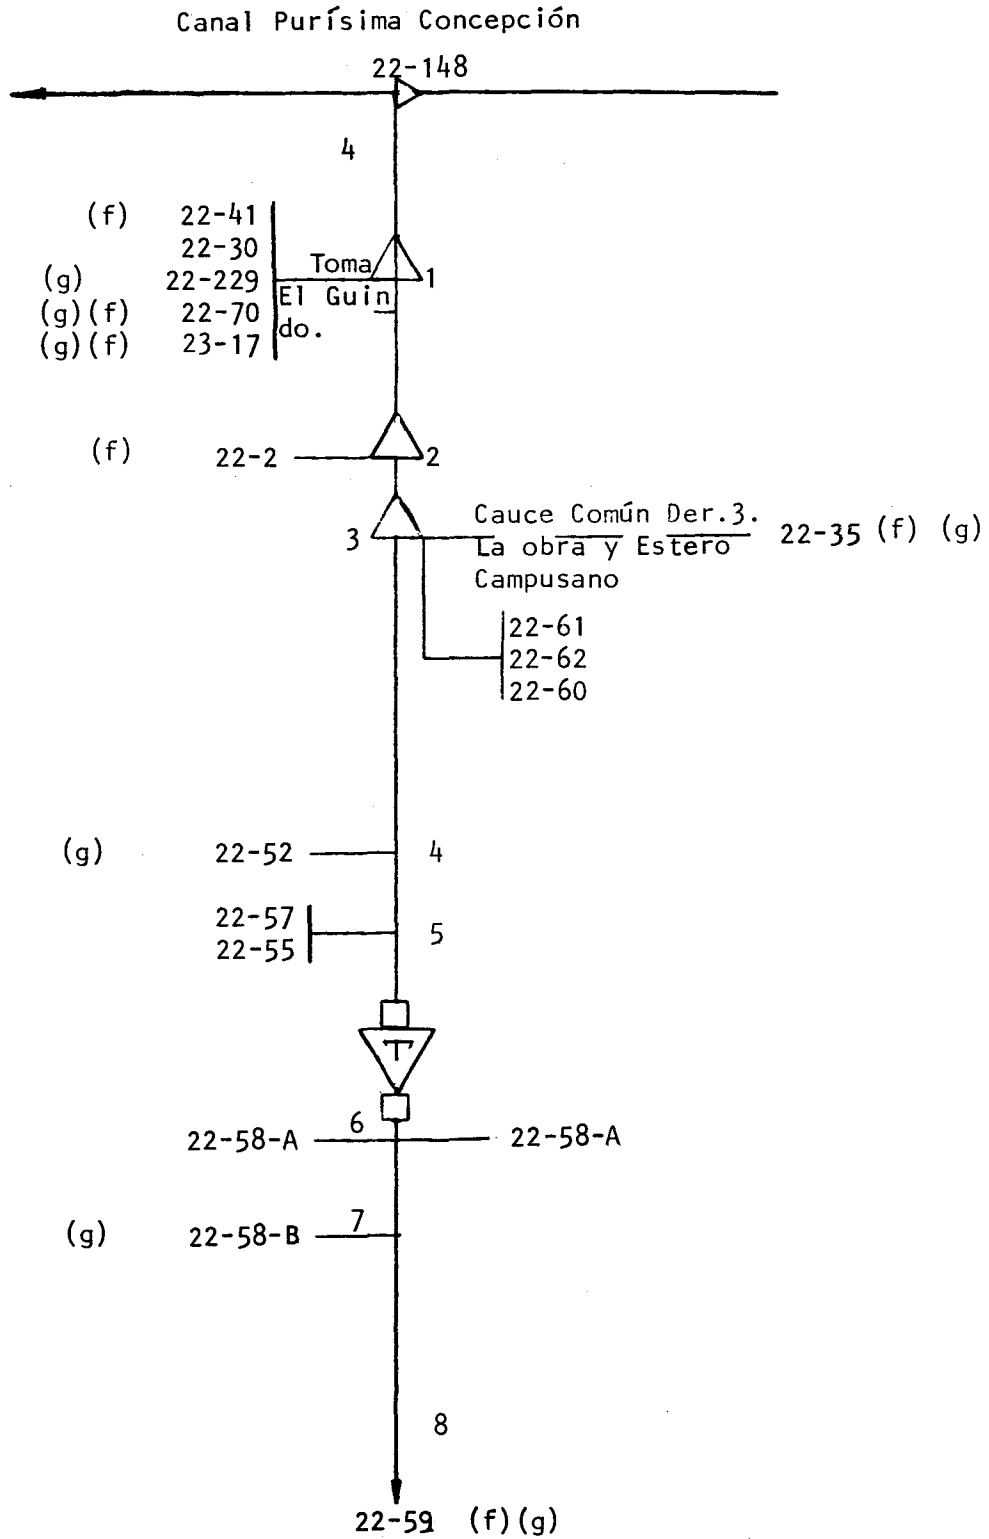 Canal Purísima Concepción
22-148
4
(f) 22-41
22-30
(g) 22-229
(g)(f) 22-70
(g)(f) 23-17
Toma
El Guin
do.
1
(f) 22-2
2
3
Cauce Común Der.3.
La obra y Estero
Campusano
22-35 (f) (g)
22-61
22-62
22-60
(g) 22-52
4
22-57
22-55
5
T
6
22-58-A
22-58-A
7
(g) 22-58-B
8
22-59 (f)(g)